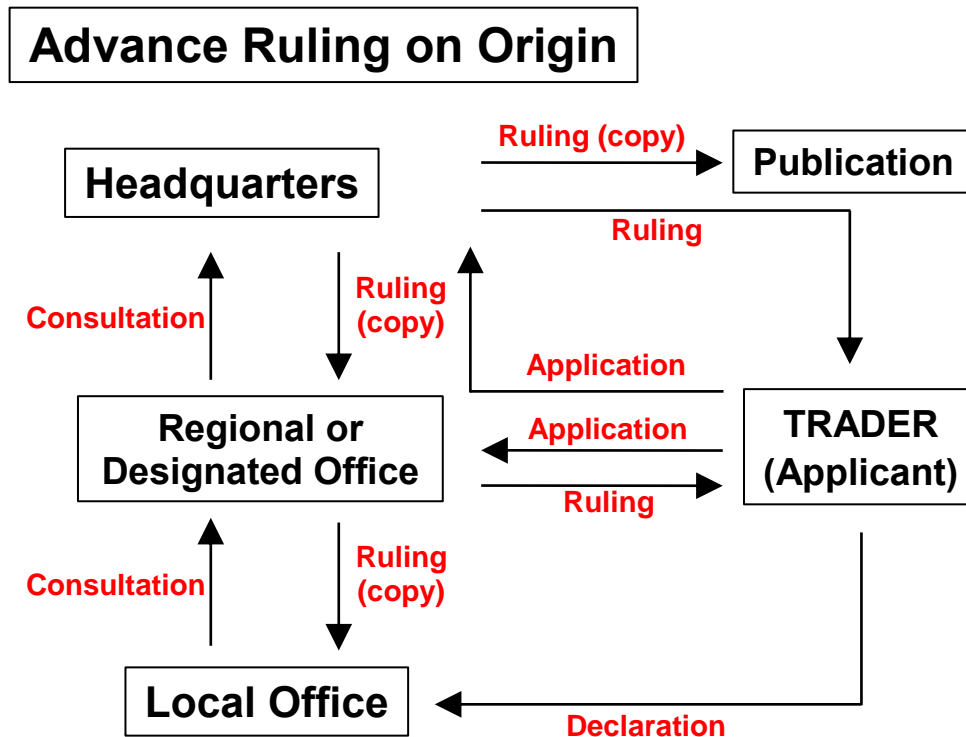 Advance Ruling on Origin
Ruling (copy)
Publication
Headquarters
Ruling
Consultation
Ruling
(copy)
Application
Regional or
Designated Office
Application
Ruling
TRADER
(Applicant)
Consultation
Ruling
(copy)
Local Office
Declaration